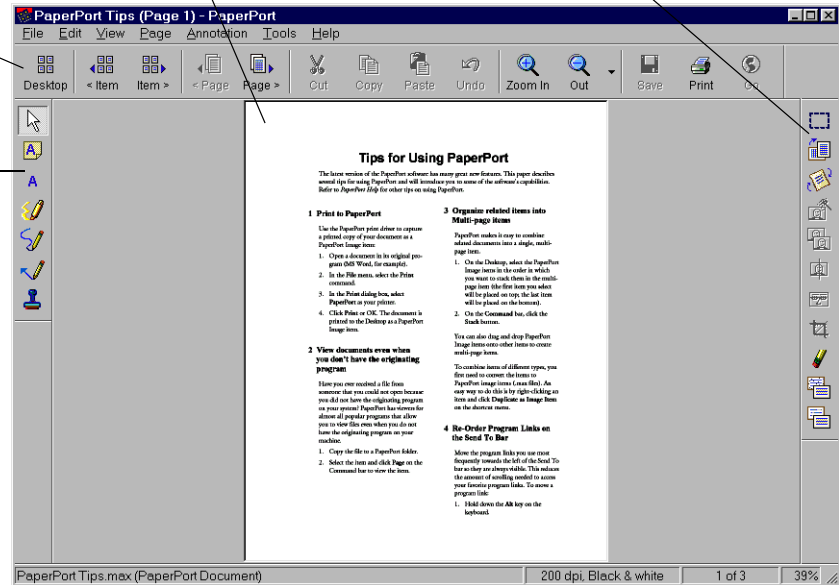 PaperPort Tips (Page 1) - PaperPort
File Edit View Page Annotation Tools Help
Desktop < Item Item > < Page Page > Cut Copy Paste Undo Zoom In Out Save Print Go
A
A
Tips for Using PaperPort
The latest version of the PaperPort software has many great new features. This paper describes
several tips for using PaperPort and will introduce you to some of the software's capabilities.
Refer to PaperPort Help for other tips on using PaperPort.
1 Print to PaperPort
Use the PaperPort print driver to capture
a printed copy of your document as a
PaperPort Image item:
1. Open a document in its original pro-
gram (MS Word, for example).
2. In the File menu, select the Print
command.
3. In the Print dialog box, select
PaperPort as your printer.
4. Click Print or OK. The document is
printed to the Desktop as a PaperPort
Image item.
2 View documents even when
you don't have the originating
program
Have you ever received a file from
someone that you could not open because
you did not have the originating program
on your system? PaperPort has viewers for
almost all popular programs that allow
you to view files even when you do not
have the originating program on your
machine.
1. Copy the file to a PaperPort folder.
2. Select the item and click Page on the
Command bar to view the item.
3 Organize related items into
Multi-page items
PaperPort makes it easy to combine
related documents into a single, multi-
page item.
1. On the Desktop, select the PaperPort
Image items in the order in which
you want to stack them in the multi-
page item (the first item you select
will be placed on top; the last item
will be placed on the bottom).
2. On the Command bar, click the
Stack button.
You can also drag and drop PaperPort
Image items onto other items to create
multi-page items.
To combine items of different types, you
first need to convert the items to
PaperPort image items (.max files). An
easy way to do this is by right-clicking an
item and click Duplicate as Image Item
on the shortcut menu.
4 Re-Order Program Links on
the Send To Bar
Move the program links you use most
frequently towards the left of the Send To
bar so they are always visible. This reduces
the amount of scrolling needed to access
your favorite program links. To move a
program link:
1. Hold down the Alt key on the
keyboard.
PaperPort Tips.max (PaperPort Document) 200 dpi, Black & white 1 of 3 39%